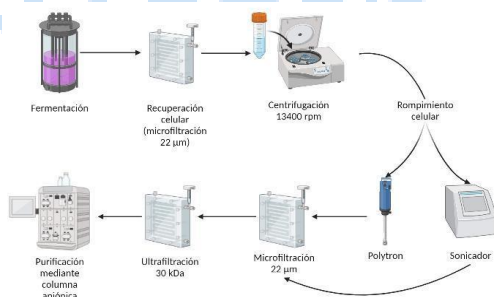 Fermentación
Recuperación
celular
(microfiltración
22 µm)
Centrifugación
13400 rpm
Rompimiento
celular
Purificación
mediante
columna
aniónica
Ultrafiltración
30 kDa
Microfiltración
22 µm
Polytron
Sonicador